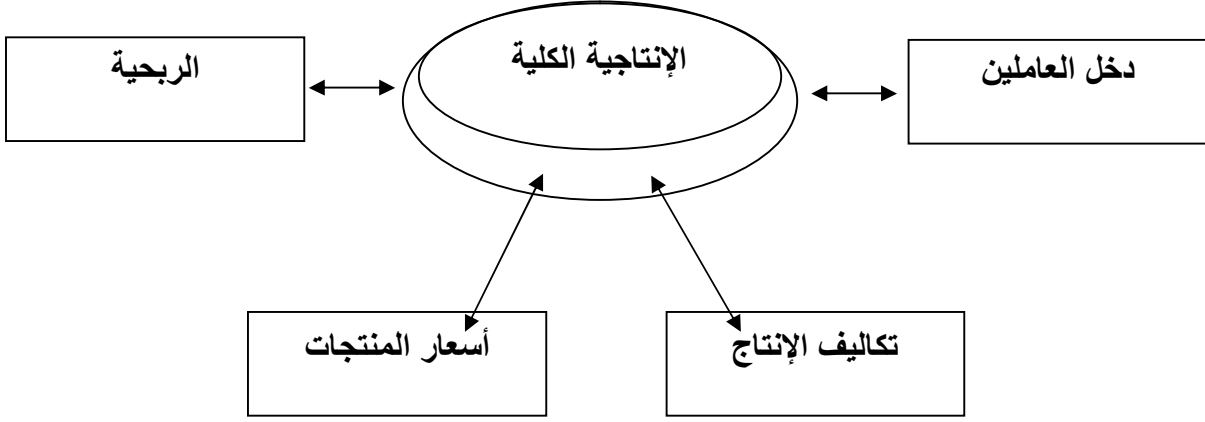 دخل العاملين
الإنتاجية الكلية
الربحية
تكاليف الإنتاج
أسعار المنتجات